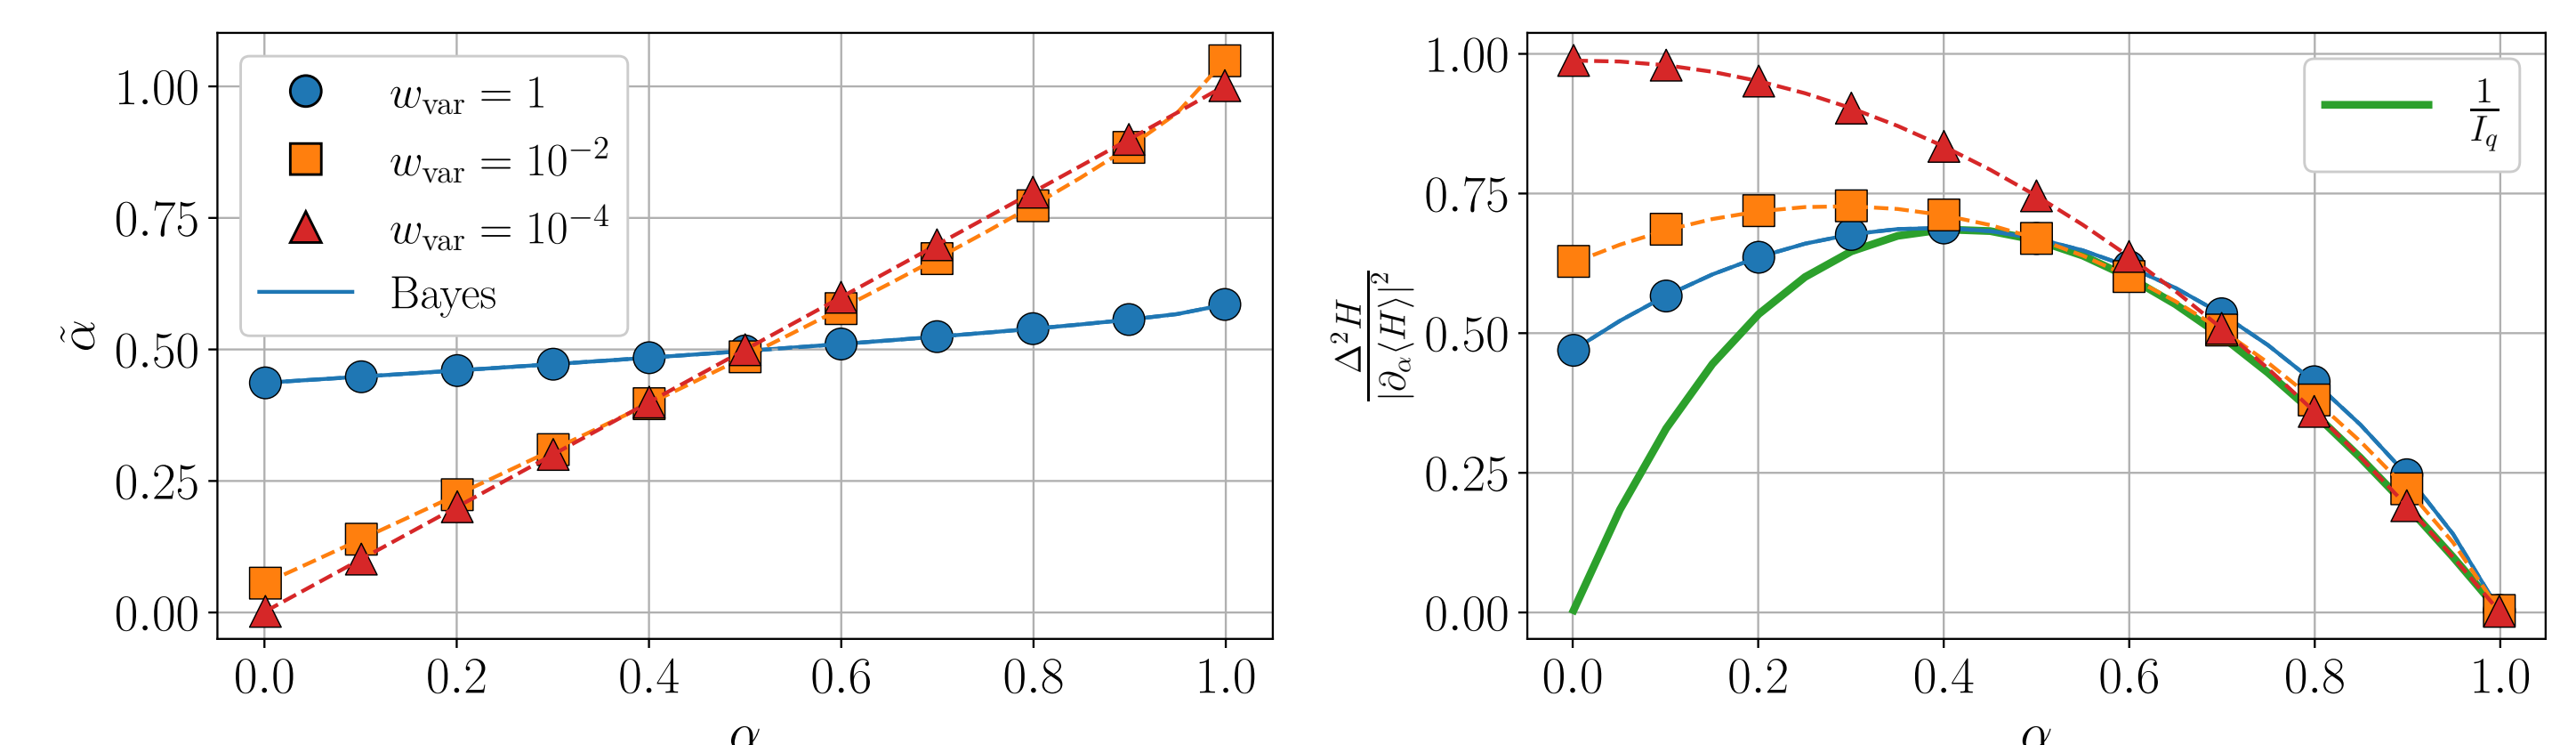 1.00
0.75
0.50
0.25
0.00
α̃
w_var = 1
w_var = 10^−2
w_var = 10^−4
Bayes
0.0 0.2 0.4 0.6 0.8 1.0
α
1.00
0.75
0.50
0.25
0.00
Δ²H / |∂_α⟨H⟩|²
1 / I_q
0.0 0.2 0.4 0.6 0.8 1.0
α